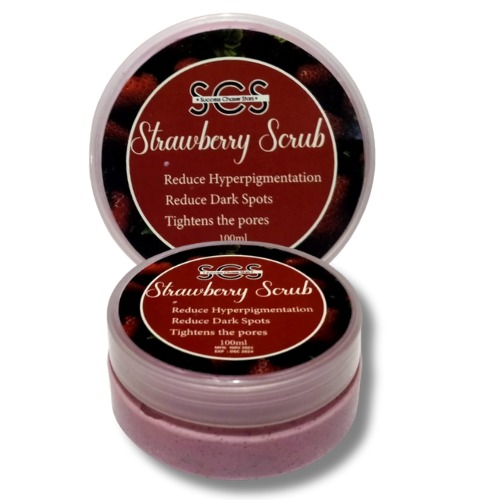 SCS
Success Chaser Stars
Strawberry Scrub
Reduce Hyperpigmentation
Reduce Dark Spots
Tightens the pores
100ml
SCS
Strawberry Scrub
Reduce Hyperpigmentation
Reduce Dark Spots
Tightens the pores
100ml